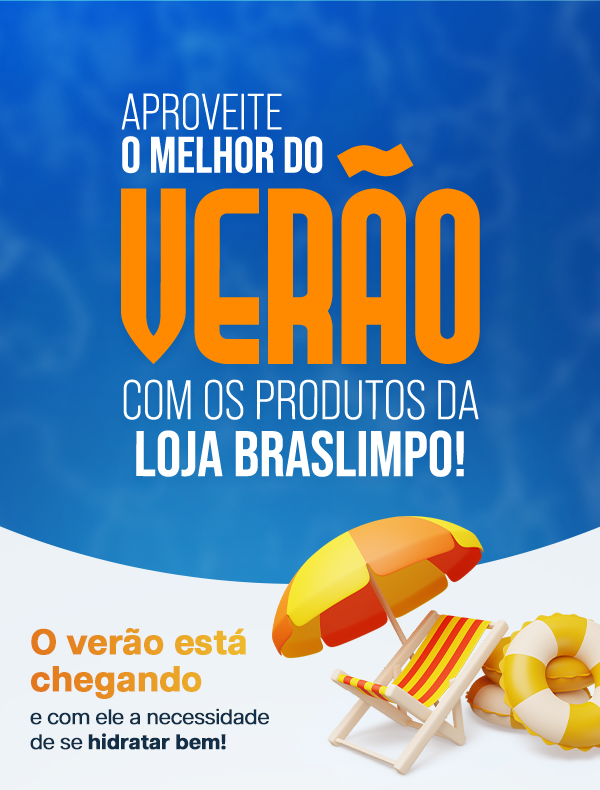 APROVEITE
O MELHOR DO
VERÃO
COM OS PRODUTOS DA
LOJA BRASLIMPO!
O verão está
chegando
e com ele a necessidade
de se hidratar bem!